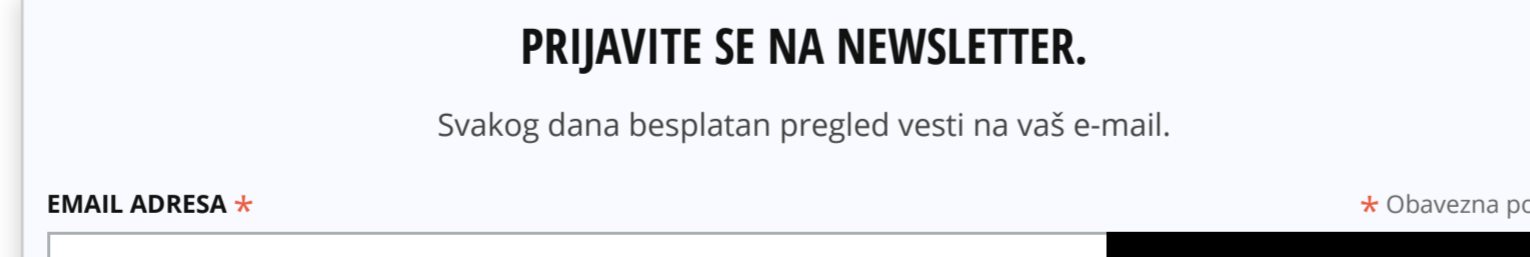 PRIJAVITE SE NA NEWSLETTER.
Svakog dana besplatan pregled vesti na vaš e-mail.
EMAIL ADRESA *
* Obavezna